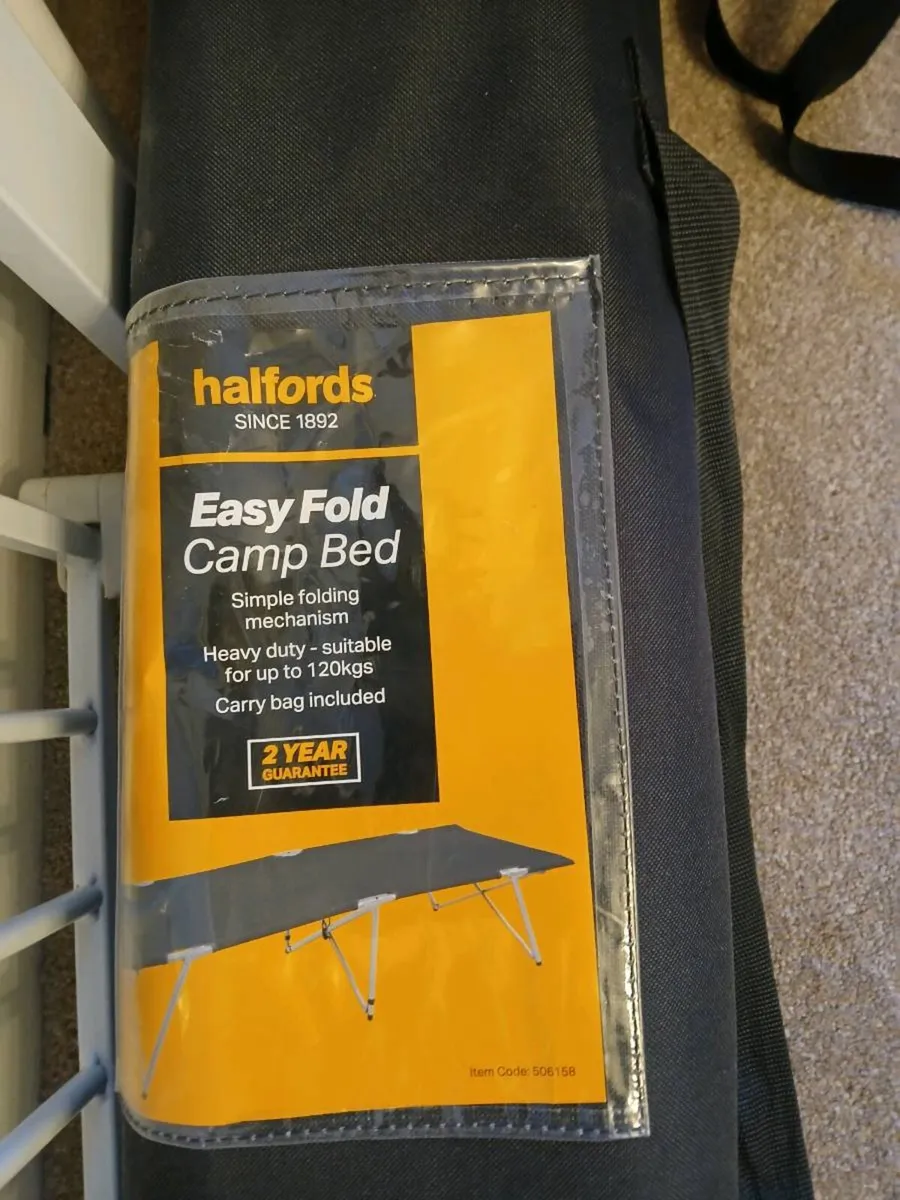 halfords
SINCE 1892
Easy Fold
Camp Bed
Simple folding
mechanism
Heavy duty - suitable
for up to 120kgs
Carry bag included
2 YEAR
GUARANTEE
Item Code: 506158